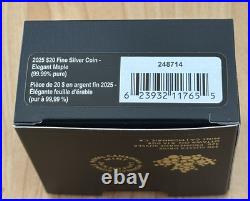 2025 $20 Fine Silver Coin -
Elegant Maple
(99.99% pure)
Pièce de 20 $ en argent fin 2025 -
Élégante feuille d'érable
(pur à 99,99 %)
248714
6 23932 11765 5